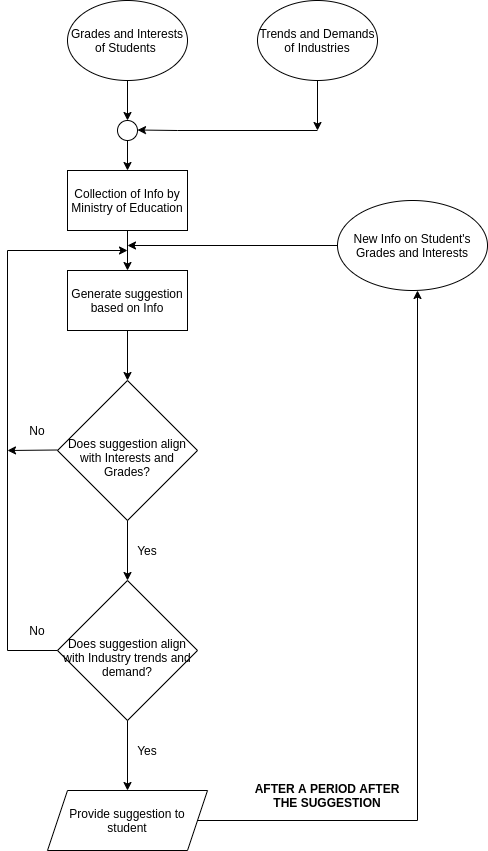 Grades and Interests
of Students
Trends and Demands
of Industries
Collection of Info by
Ministry of Education
New Info on Student's
Grades and Interests
Generate suggestion
based on Info
No
Does suggestion align
with Interests and
Grades?
Yes
No
Does suggestion align
with Industry trends and
demand?
Yes
AFTER A PERIOD AFTER
THE SUGGESTION
Provide suggestion to
student